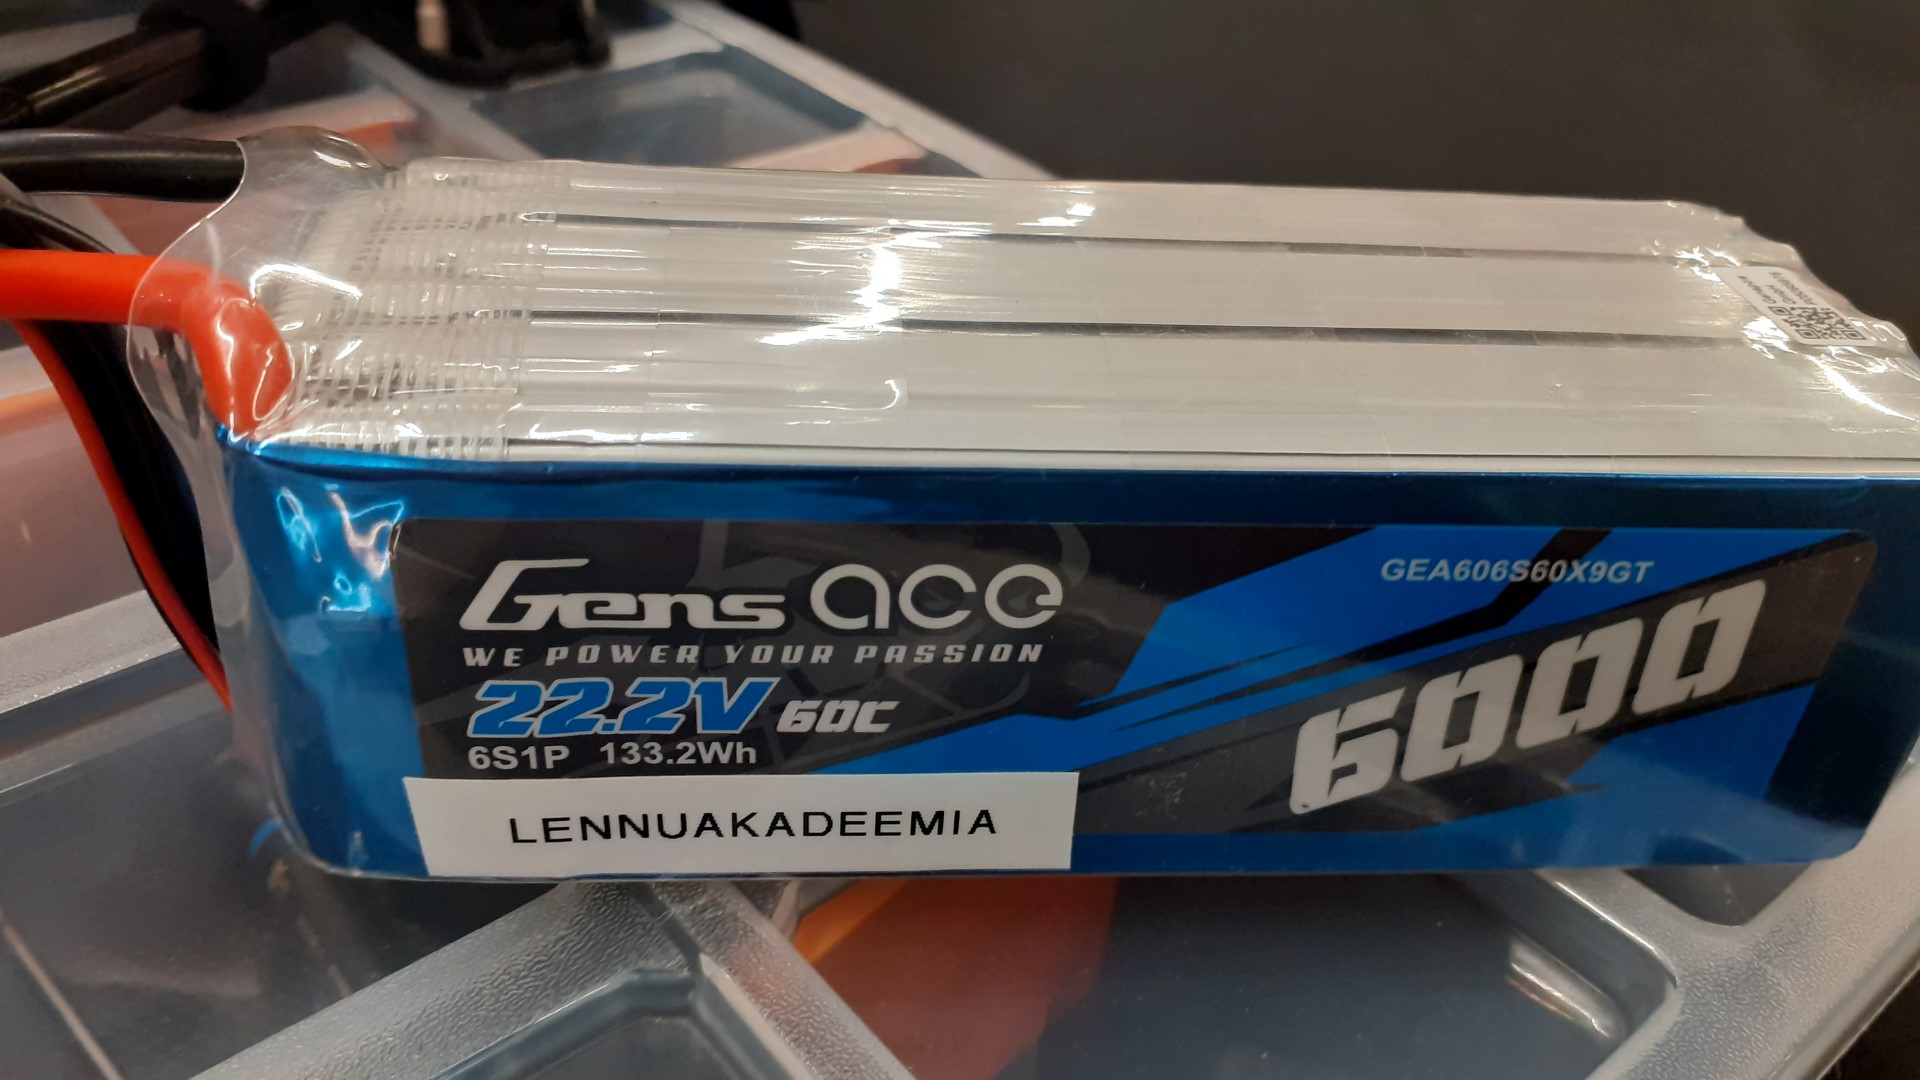 Gens ace
WE POWER YOUR PASSION
22.2V 60C
6S1P 133.2Wh
LENNUAKADEEMIA
GEA606S60X9GT
6000